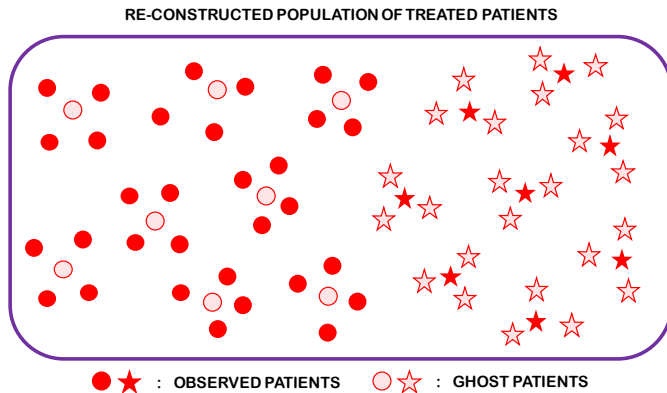 RE-CONSTRUCTED POPULATION OF TREATED PATIENTS
: OBSERVED PATIENTS : GHOST PATIENTS